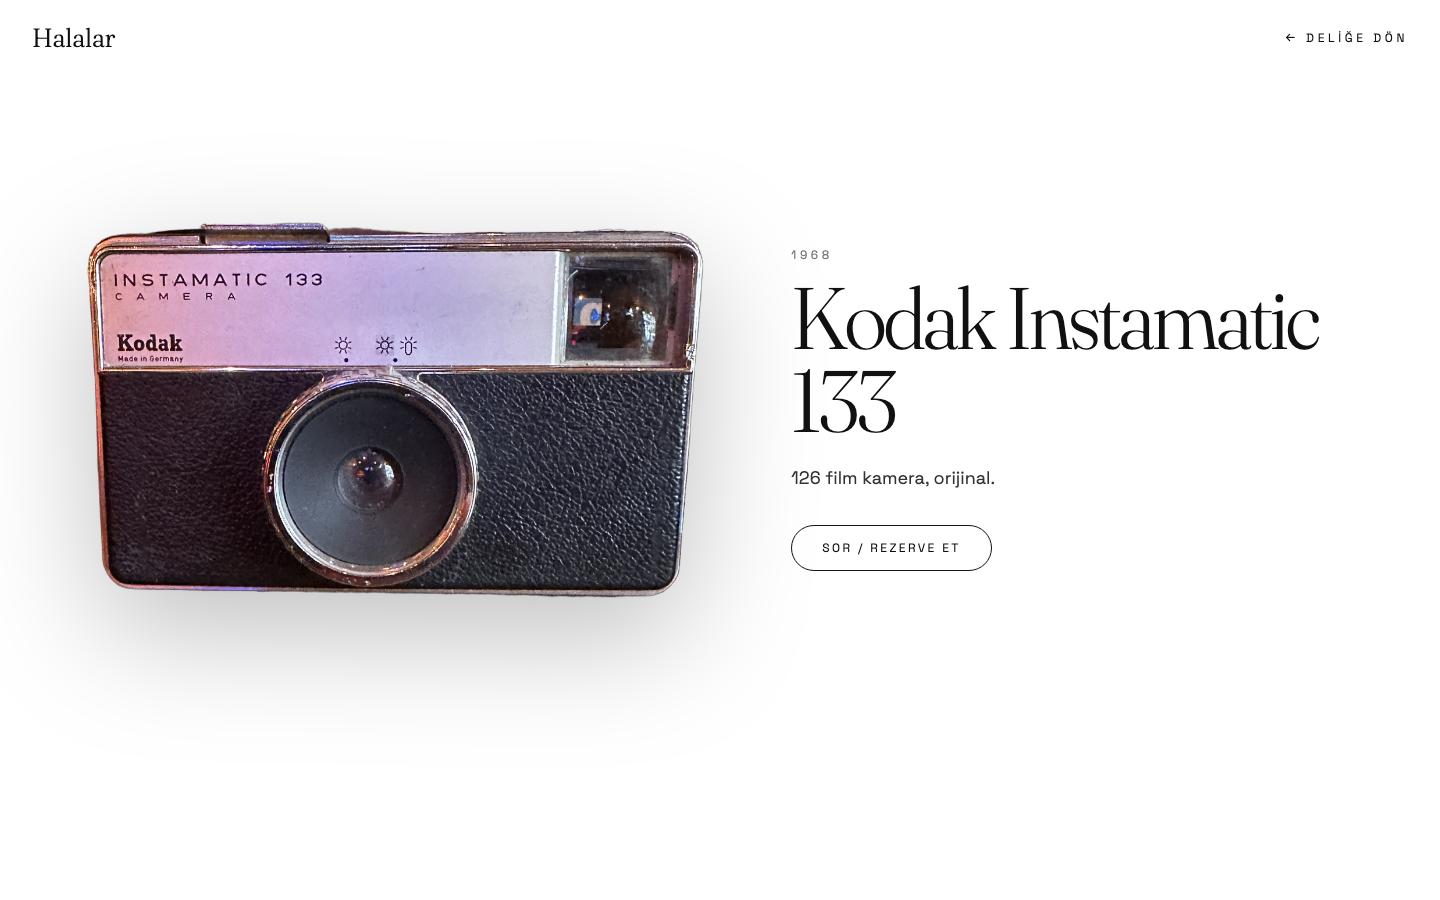 Halalar
← DELİĞE DÖN
INSTAMATIC 133
CAMERA
Kodak
Made in Germany
1968
Kodak Instamatic
133
126 film kamera, orijinal.
SOR / REZERVE ET